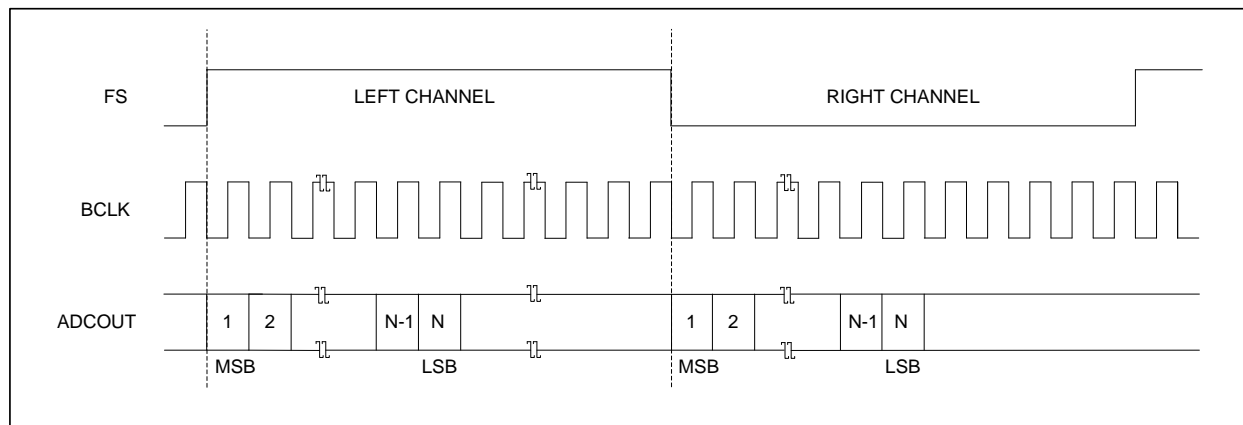 FS
LEFT CHANNEL
RIGHT CHANNEL
BCLK
ADCOUT
1 2 N-1 N 1 2 N-1 N
MSB LSB MSB LSB